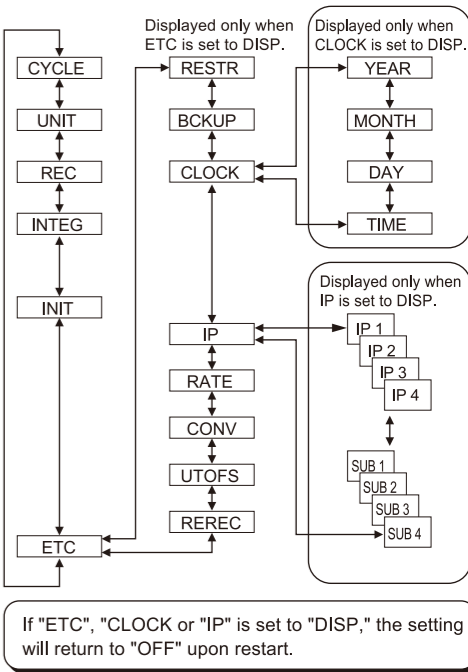 CYCLE
UNIT
REC
INTEG
INIT
ETC
Displayed only when
ETC is set to DISP.
RESTR
BCKUP
CLOCK
IP
RATE
CONV
UTOFS
REREC
Displayed only when
CLOCK is set to DISP.
YEAR
MONTH
DAY
TIME
Displayed only when
IP is set to DISP.
IP 1
IP 2
IP 3
IP 4
SUB 1
SUB 2
SUB 3
SUB 4
If "ETC", "CLOCK or "IP" is set to "DISP," the setting
will return to "OFF" upon restart.